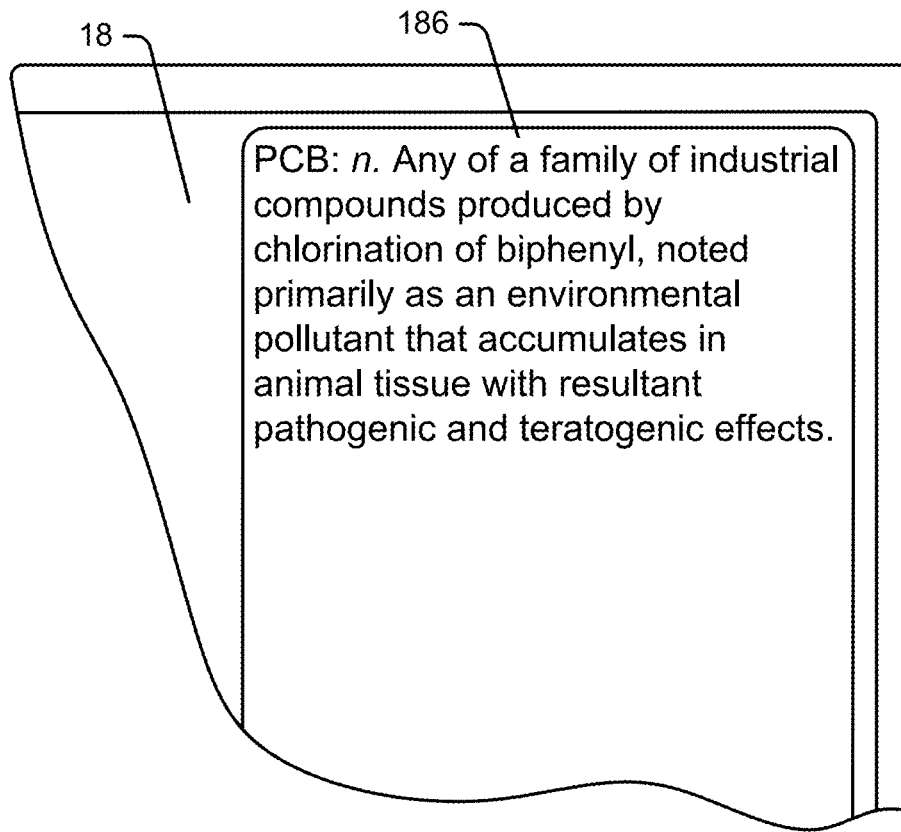 18
186
PCB: n. Any of a family of industrial
compounds produced by
chlorination of biphenyl, noted
primarily as an environmental
pollutant that accumulates in
animal tissue with resultant
pathogenic and teratogenic effects.